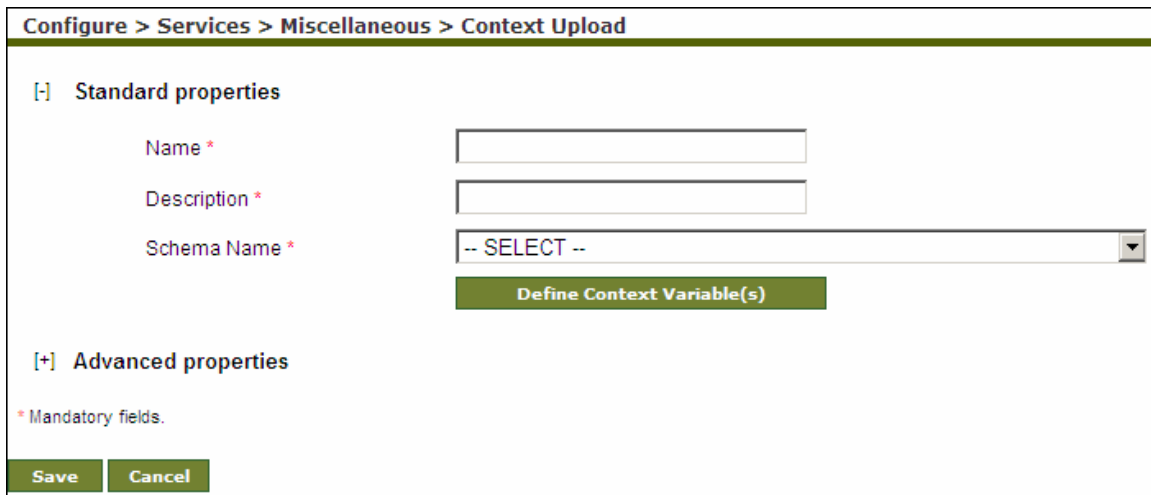 Configure > Services > Miscellaneous > Context Upload
[-] Standard properties
Name *
Description *
Schema Name * -- SELECT --
Define Context Variable(s)
[+] Advanced properties
* Mandatory fields.
Save Cancel